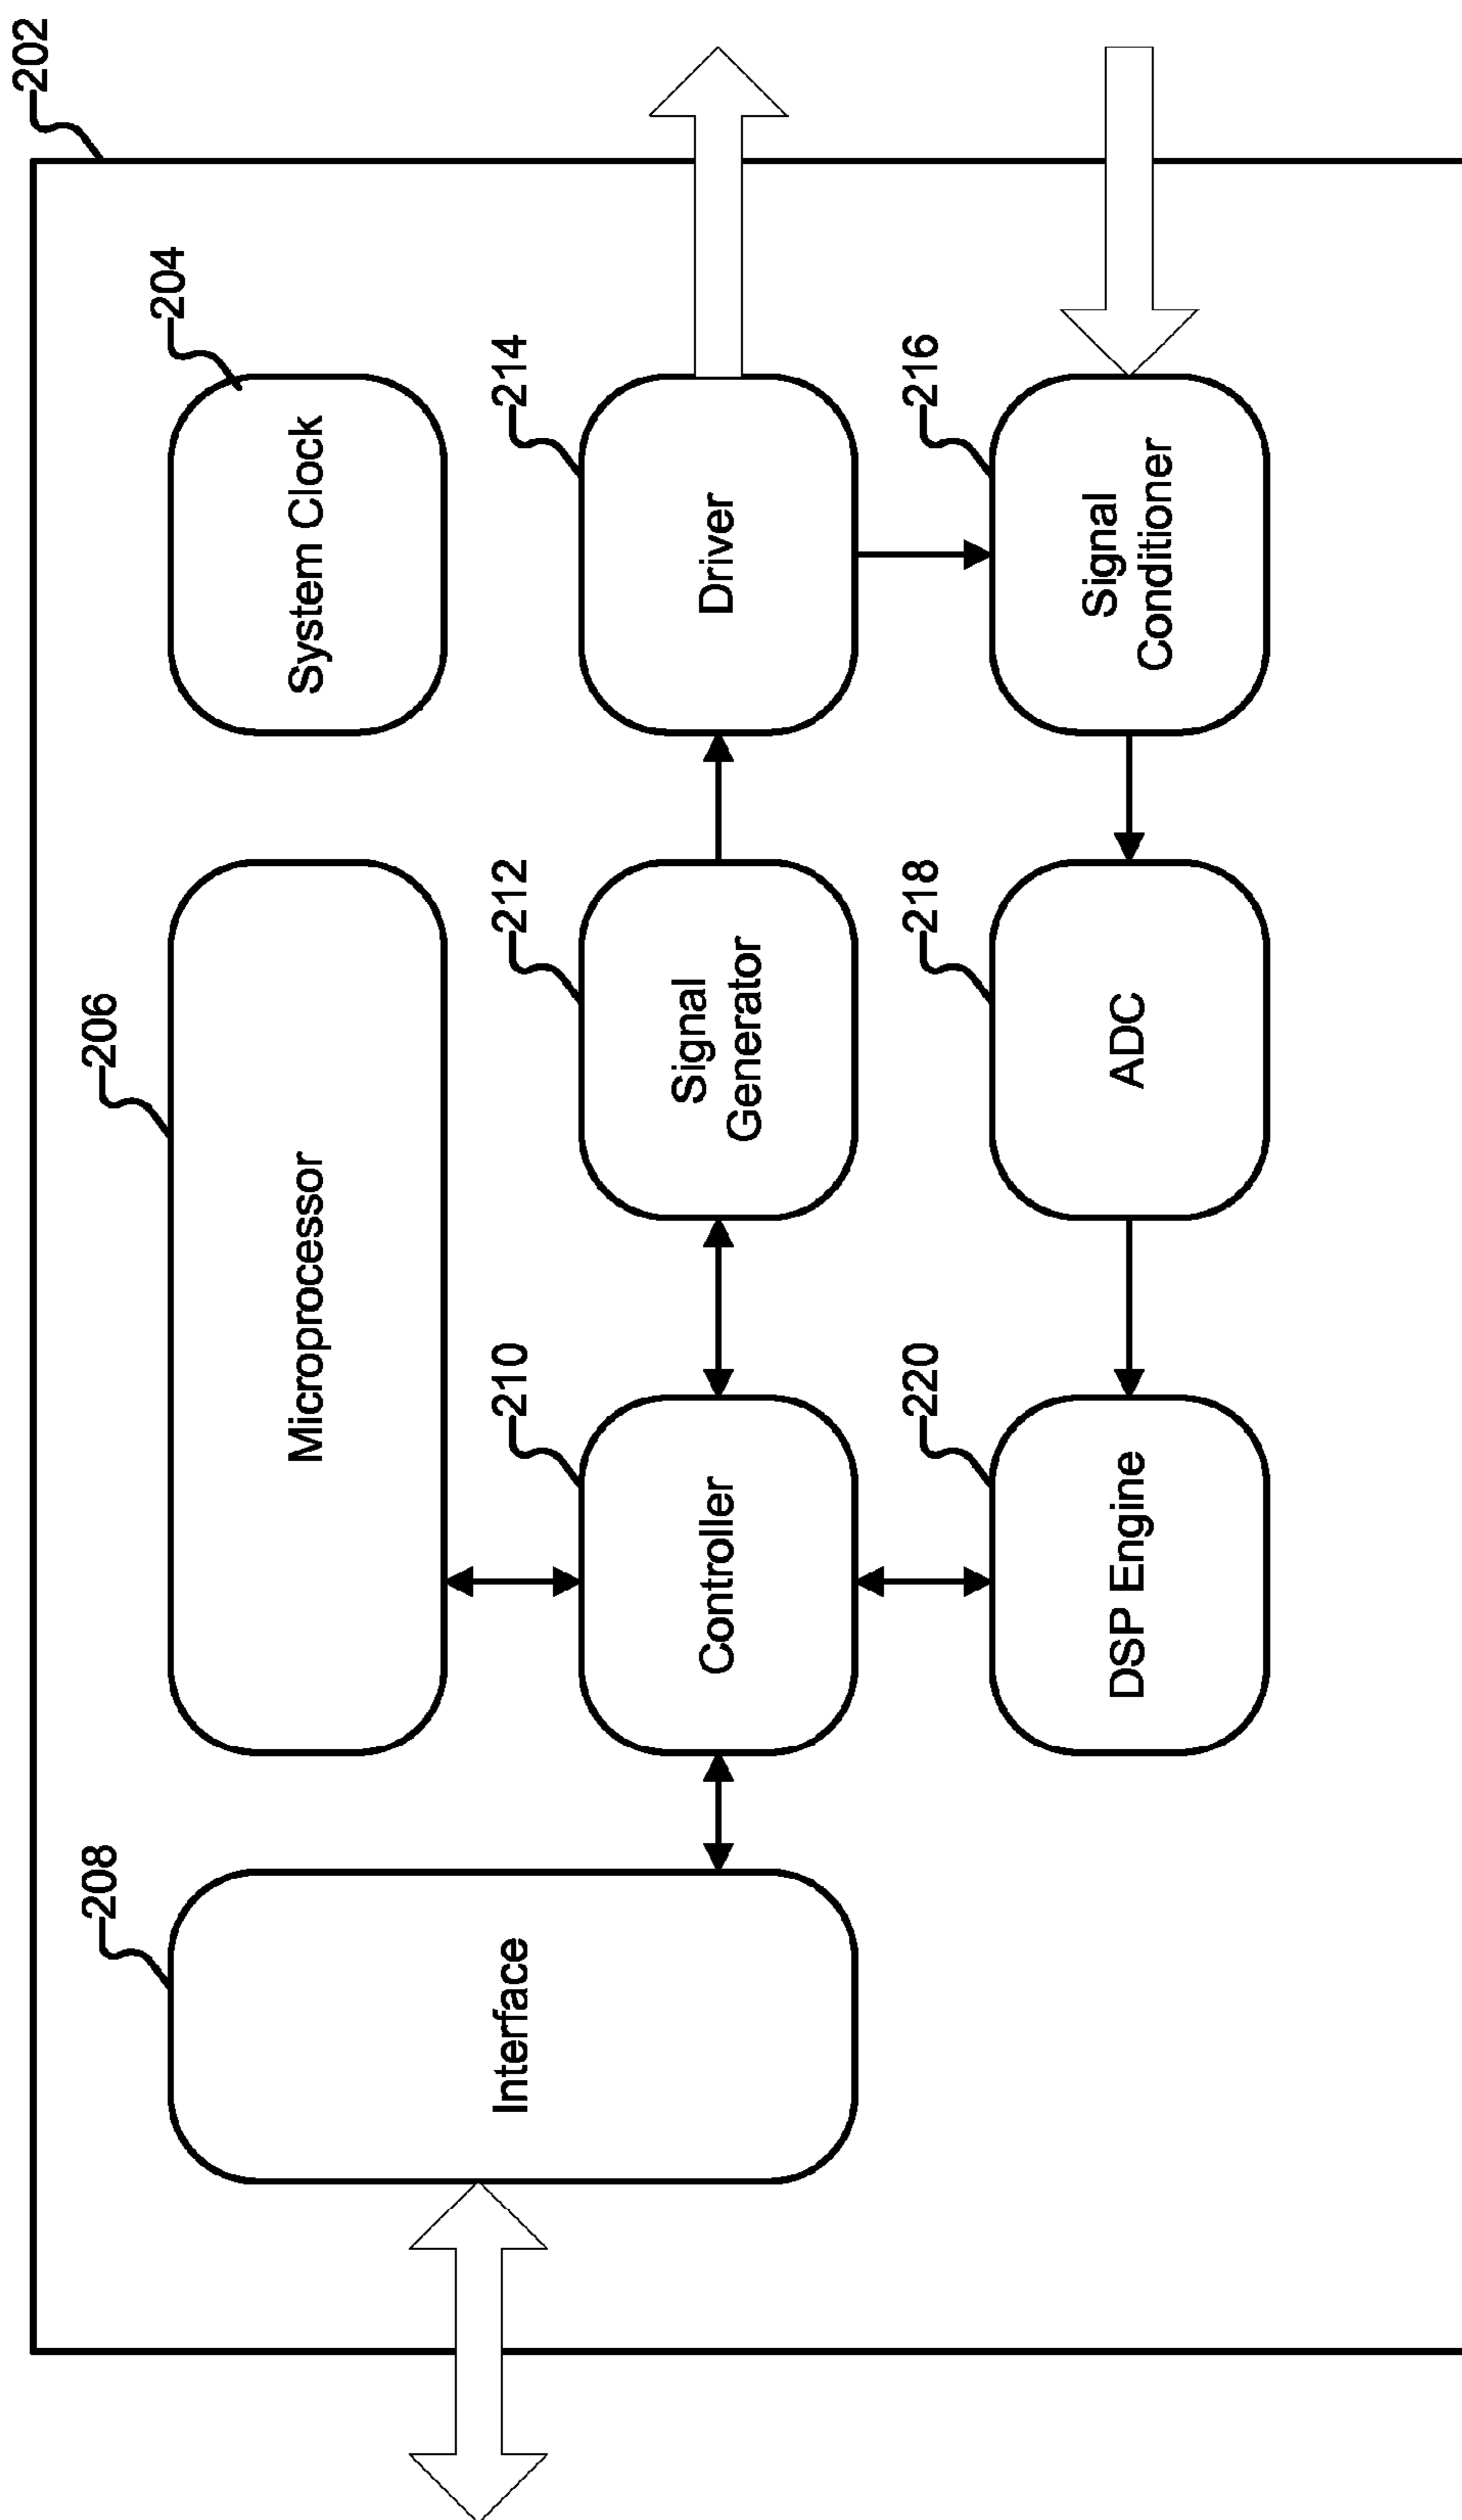 202
206
Microprocessor
204
System Clock
208
Interface
210
Controller
212
Signal
Generator
214
Driver
220
DSP Engine
218
ADC
216
Signal
Conditioner